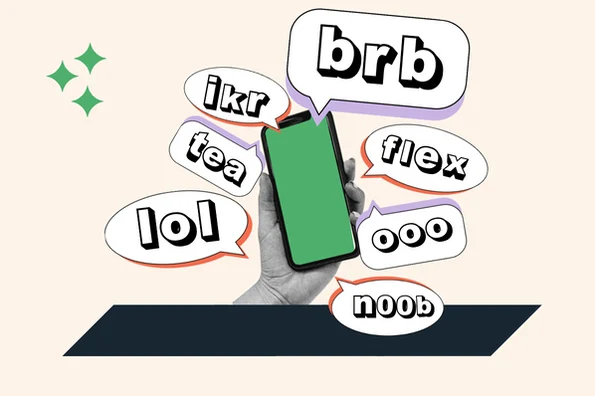 brb
ikr
tea
flex
lol
ooo
n00b